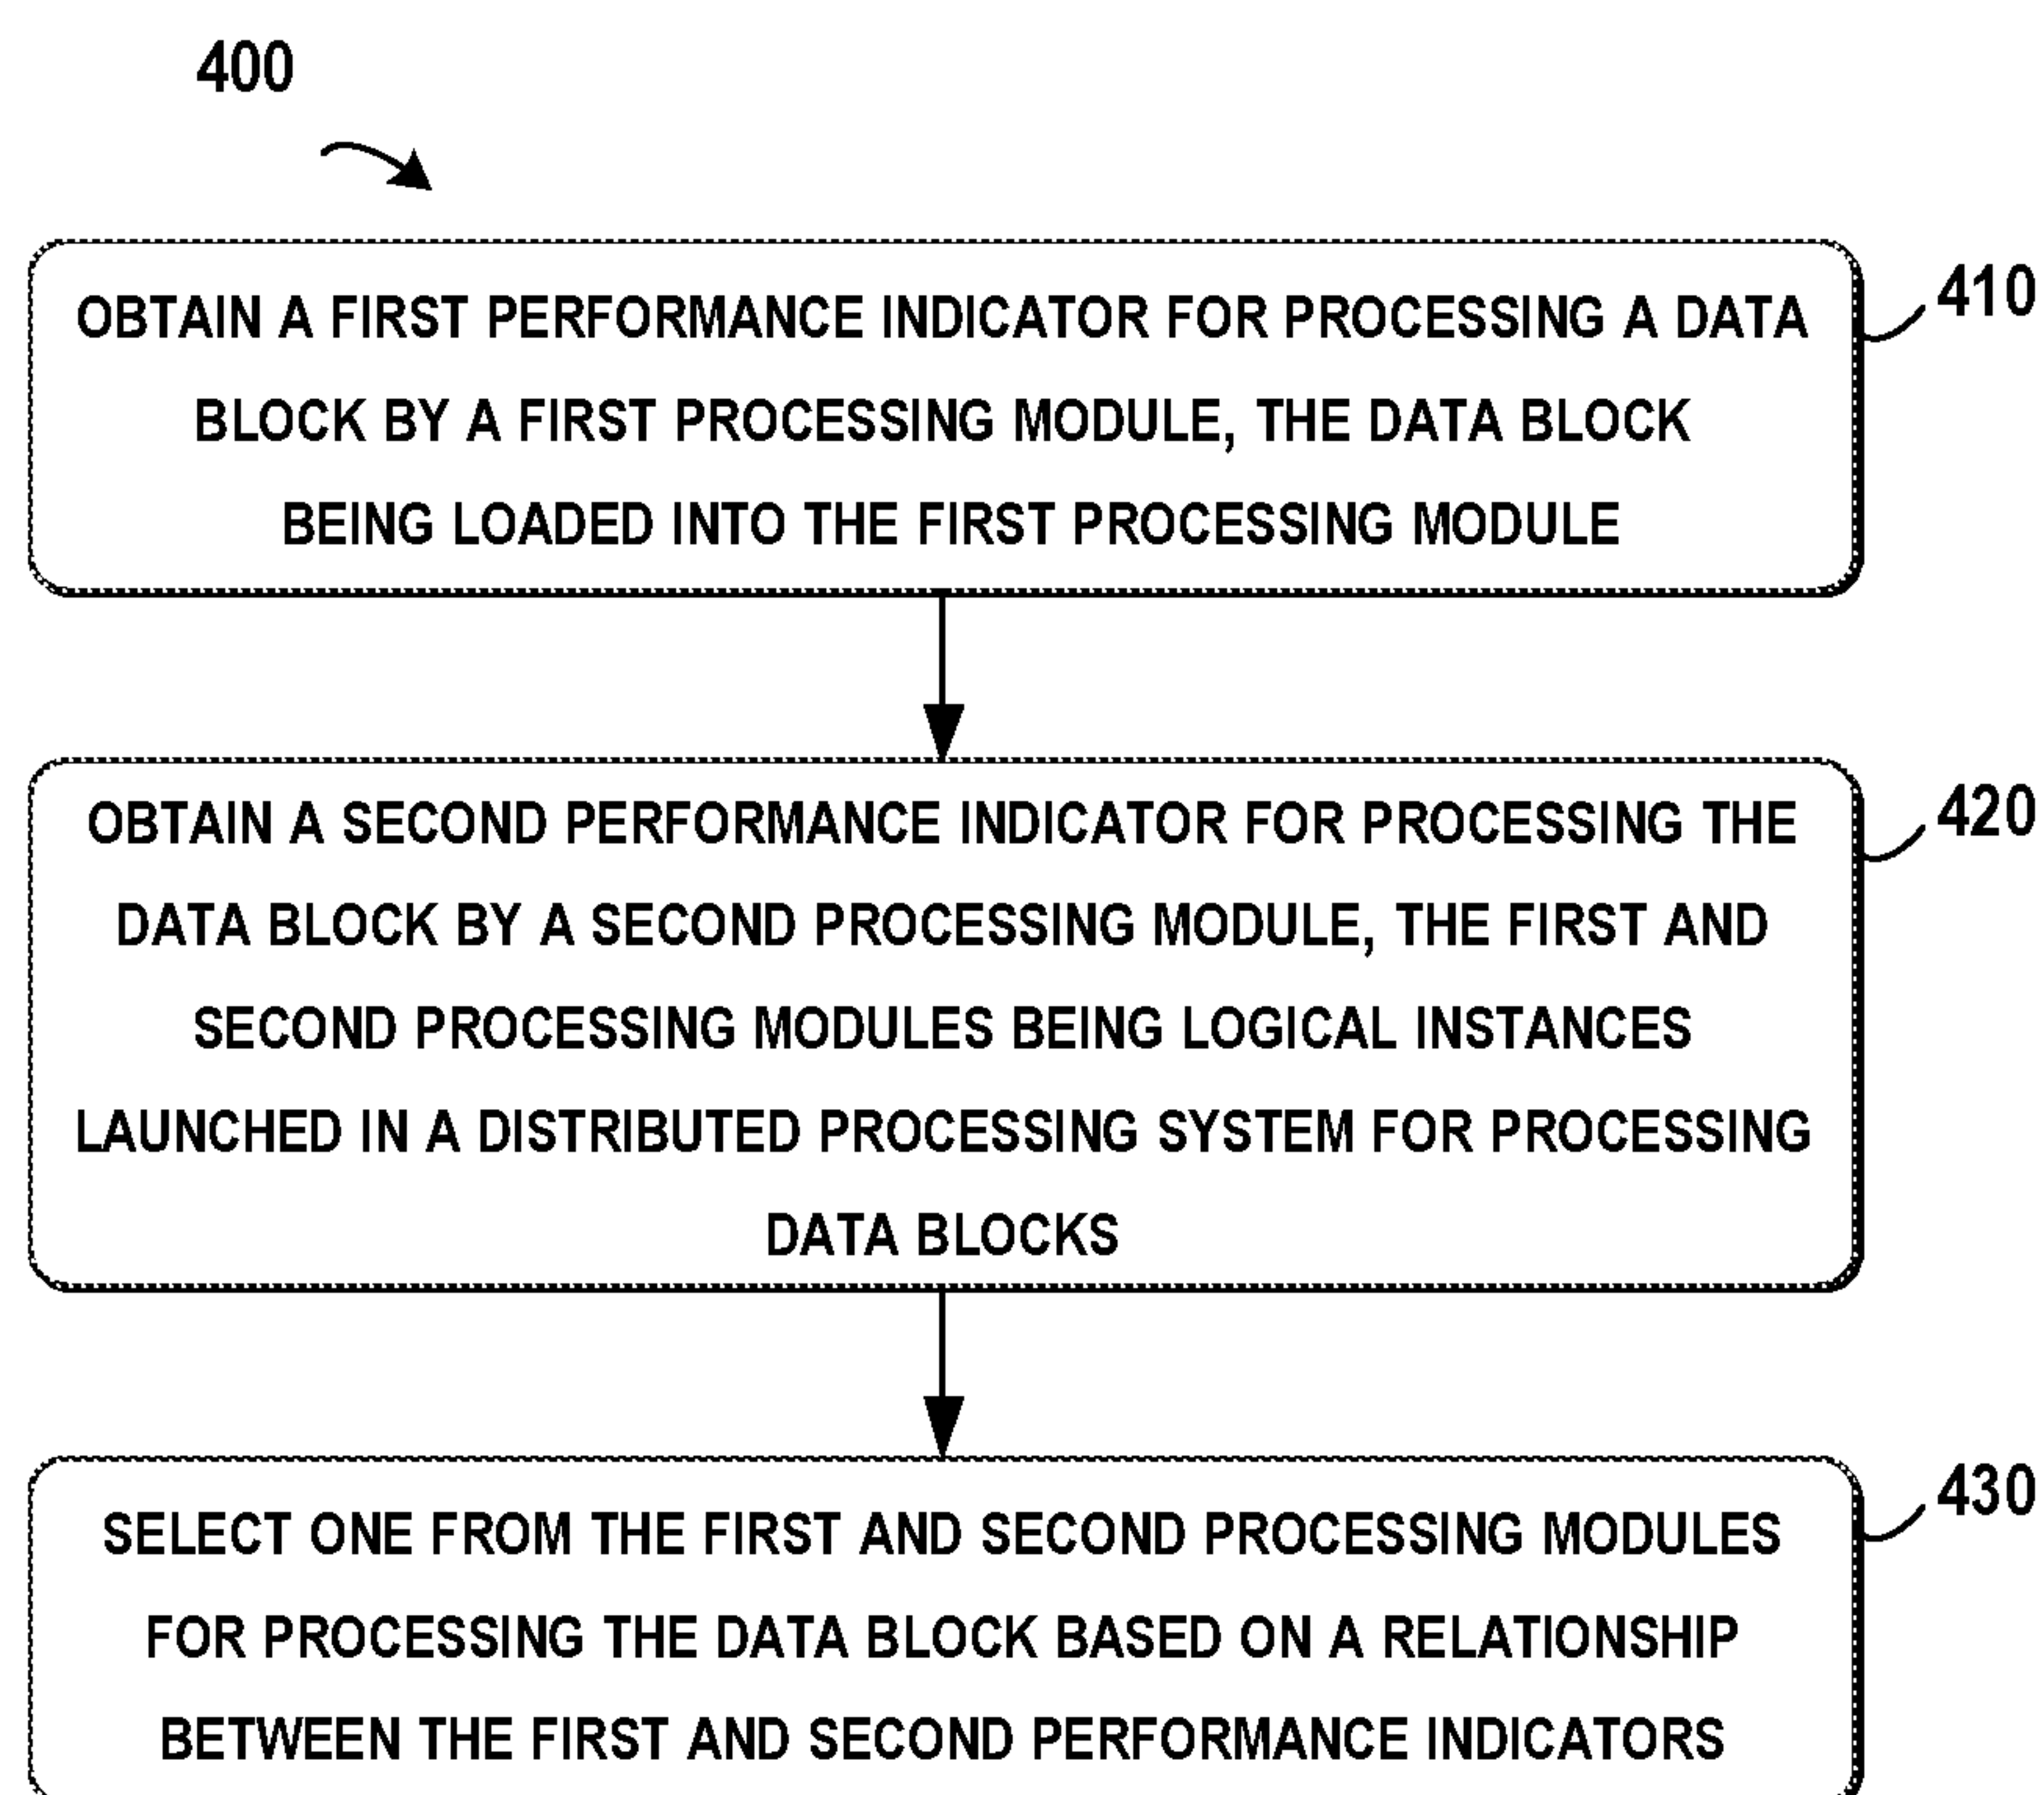 400
OBTAIN A FIRST PERFORMANCE INDICATOR FOR PROCESSING A DATA
BLOCK BY A FIRST PROCESSING MODULE, THE DATA BLOCK
BEING LOADED INTO THE FIRST PROCESSING MODULE
410
OBTAIN A SECOND PERFORMANCE INDICATOR FOR PROCESSING THE
DATA BLOCK BY A SECOND PROCESSING MODULE, THE FIRST AND
SECOND PROCESSING MODULES BEING LOGICAL INSTANCES
LAUNCHED IN A DISTRIBUTED PROCESSING SYSTEM FOR PROCESSING
DATA BLOCKS
420
SELECT ONE FROM THE FIRST AND SECOND PROCESSING MODULES
FOR PROCESSING THE DATA BLOCK BASED ON A RELATIONSHIP
BETWEEN THE FIRST AND SECOND PERFORMANCE INDICATORS
430